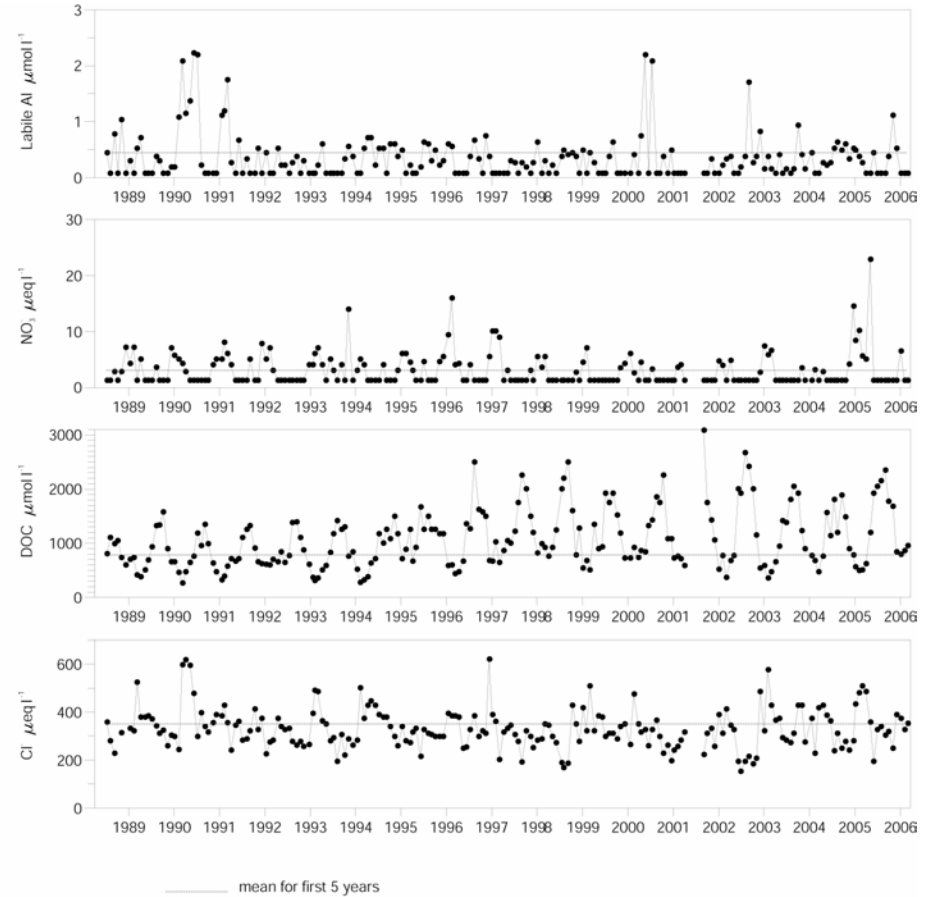 Labile Al µmol l⁻¹
3
2
1
0
1989 1990 1991 1992 1993 1994 1995 1996 1997 1998 1999 2000 2001 2002 2003 2004 2005 2006
NO₃⁻ µeq l⁻¹
30
20
10
0
1989 1990 1991 1992 1993 1994 1995 1996 1997 1998 1999 2000 2001 2002 2003 2004 2005 2006
DOC µmol l⁻¹
3000
2000
1000
0
1989 1990 1991 1992 1993 1994 1995 1996 1997 1998 1999 2000 2001 2002 2003 2004 2005 2006
Cl⁻ µeq l⁻¹
600
400
200
0
1989 1990 1991 1992 1993 1994 1995 1996 1997 1998 1999 2000 2001 2002 2003 2004 2005 2006
mean for first 5 years